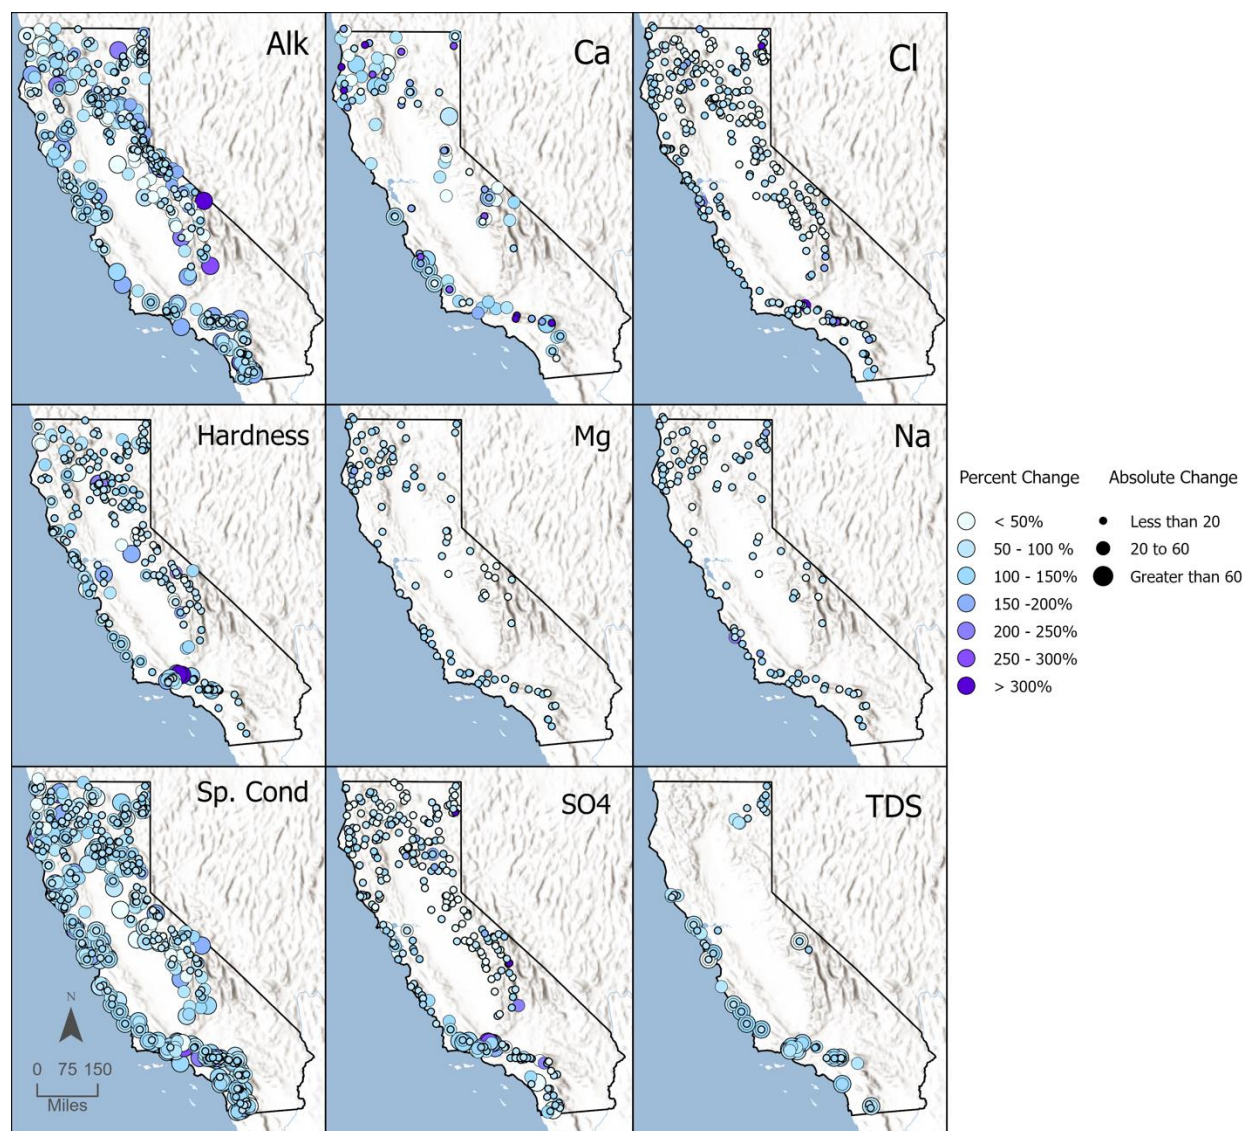 Alk
Ca
Cl
Hardness
Mg
Na
Percent Change Absolute Change
< 50% Less than 20
50 - 100 % 20 to 60
100 - 150% Greater than 60
150 -200%
200 - 250%
250 - 300%
> 300%
Sp. Cond
SO4
TDS
N
0 75 150
Miles